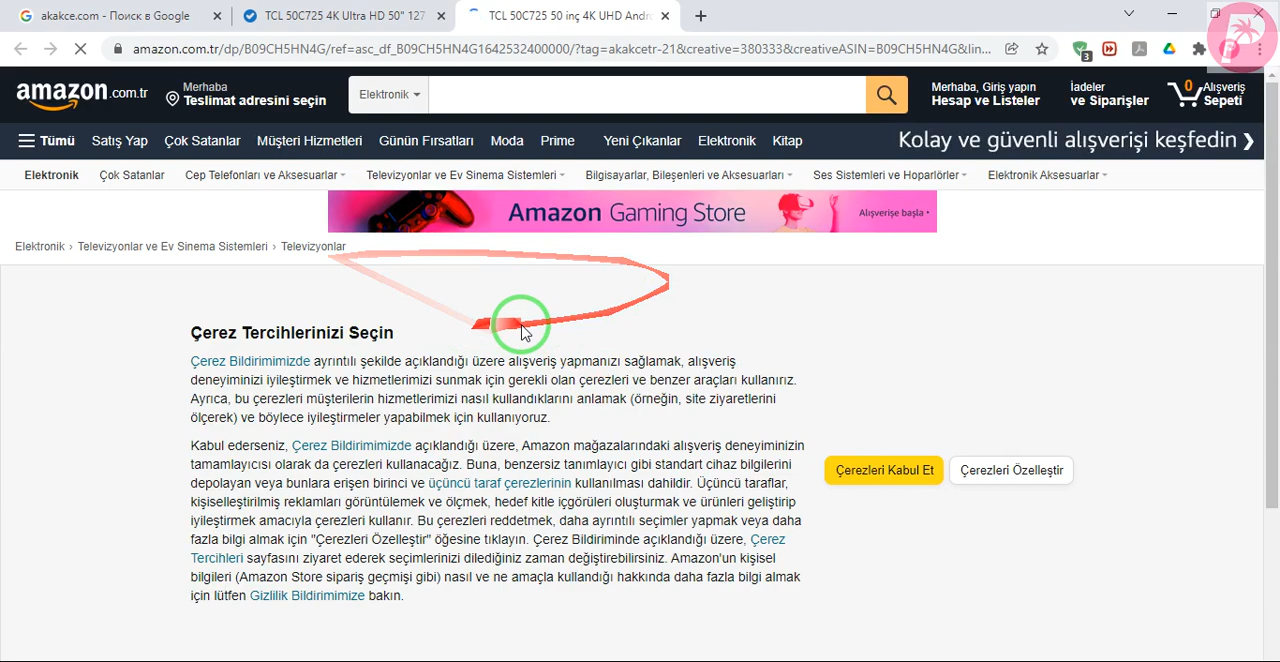 akakce.com - Поиск в Google
TCL 50C725 4K Ultra HD 50" 127
TCL 50C725 50 inç 4K UHD Andr
amazon.com.tr/dp/B09CH5HN4G/ref=asc_df_B09CH5HN4G1642532400000/?tag=akakcetr-21&creative=380333&creativeASIN=B09CH5HN4G&lin...
3
amazon.com.tr
Merhaba
Teslimat adresini seçin
Elektronik
Merhaba, Giriş yapın
Hesap ve Listeler
İadeler
ve Siparişler
0
Alışveriş
Sepeti
Tümü Satış Yap Çok Satanlar Müşteri Hizmetleri Günün Fırsatları Moda Prime Yeni Çıkanlar Elektronik Kitap Kolay ve güvenli alışverişi keşfedin ❯
Elektronik Çok Satanlar Cep Telefonları ve Aksesuarlar Televizyonlar ve Ev Sinema Sistemleri Bilgisayarlar, Bileşenleri ve Aksesuarları Ses Sistemleri ve Hoparlörler Elektronik Aksesuarlar
Amazon Gaming Store Alışverişe başla
Elektronik › Televizyonlar ve Ev Sinema Sistemleri › Televizyonlar
Çerez Tercihlerinizi Seçin
Çerez Bildirimimizde ayrıntılı şekilde açıklandığı üzere alışveriş yapmanızı sağlamak, alışveriş
deneyiminizi iyileştirmek ve hizmetlerimizi sunmak için gerekli olan çerezleri ve benzer araçları kullanırız.
Ayrıca, bu çerezleri müşterilerin hizmetlerimizi nasıl kullandıklarını anlamak (örneğin, site ziyaretlerini
ölçerek) ve böylece iyileştirmeler yapabilmek için kullanıyoruz.
Kabul ederseniz, Çerez Bildirimimizde açıklandığı üzere, Amazon mağazalarındaki alışveriş deneyiminizin
tamamlayıcısı olarak da çerezleri kullanacağız. Buna, benzersiz tanımlayıcı gibi standart cihaz bilgilerini
depolayan veya bunlara erişen birinci ve üçüncü taraf çerezlerinin kullanılması dahildir. Üçüncü taraflar,
kişiselleştirilmiş reklamları görüntülemek ve ölçmek, hedef kitle içgörüleri oluşturmak ve ürünleri geliştirip
iyileştirmek amacıyla çerezleri kullanır. Bu çerezleri reddetmek, daha ayrıntılı seçimler yapmak veya daha
fazla bilgi almak için "Çerezleri Özelleştir" öğesine tıklayın. Çerez Bildiriminde açıklandığı üzere, Çerez
Tercihleri sayfasını ziyaret ederek seçimlerinizi dilediğiniz zaman değiştirebilirsiniz. Amazon'un kişisel
bilgileri (Amazon Store sipariş geçmişi gibi) nasıl ve ne amaçla kullandığı hakkında daha fazla bilgi almak
için lütfen Gizlilik Bildirimimize bakın.
Çerezleri Kabul Et
Çerezleri Özelleştir